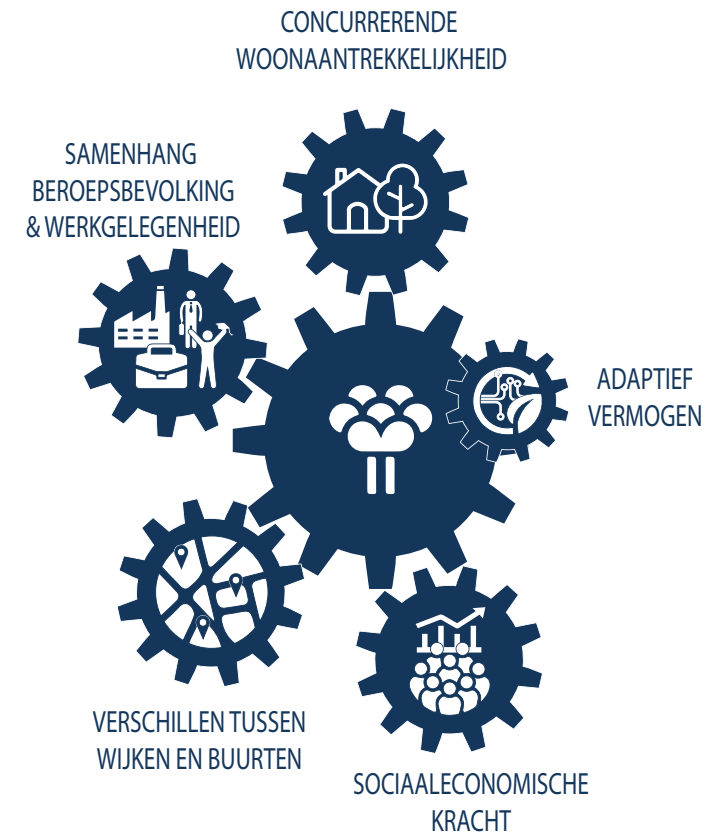 CONCURRERENDE
WOONAANTREKKELIJKHEID
SAMENHANG
BEROEPSBEVOLKING
& WERKGELEGENHEID
ADAPTIEF
VERMOGEN
VERSCHILLEN TUSSEN
WIJKEN EN BUURTEN
SOCIAALECONOMISCHE
KRACHT